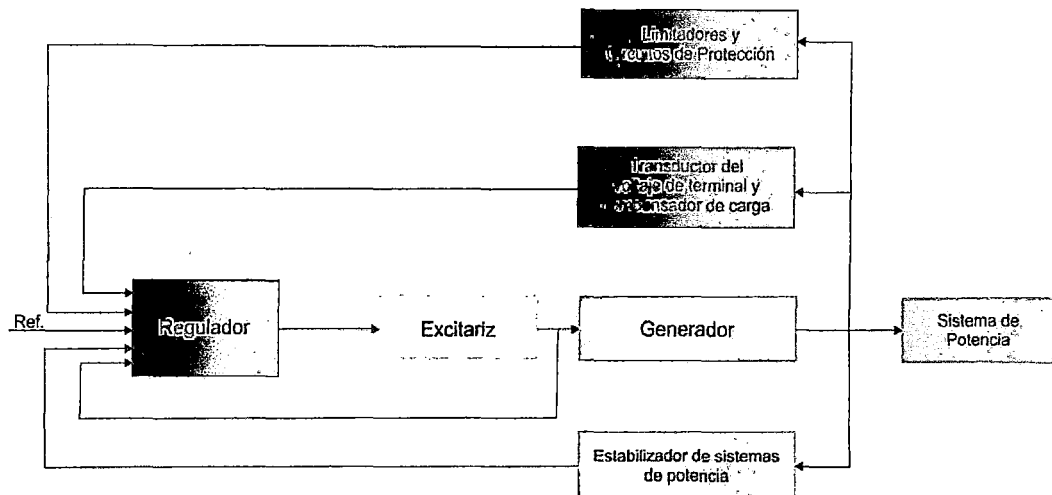 Limitadores y
Circuitos de Protección
Transductor del
voltaje de terminal y
compensador de carga
Ref.
Regulador
Excitariz
Generador
Sistema de
Potencia
Estabilizador de sistemas
de potencia